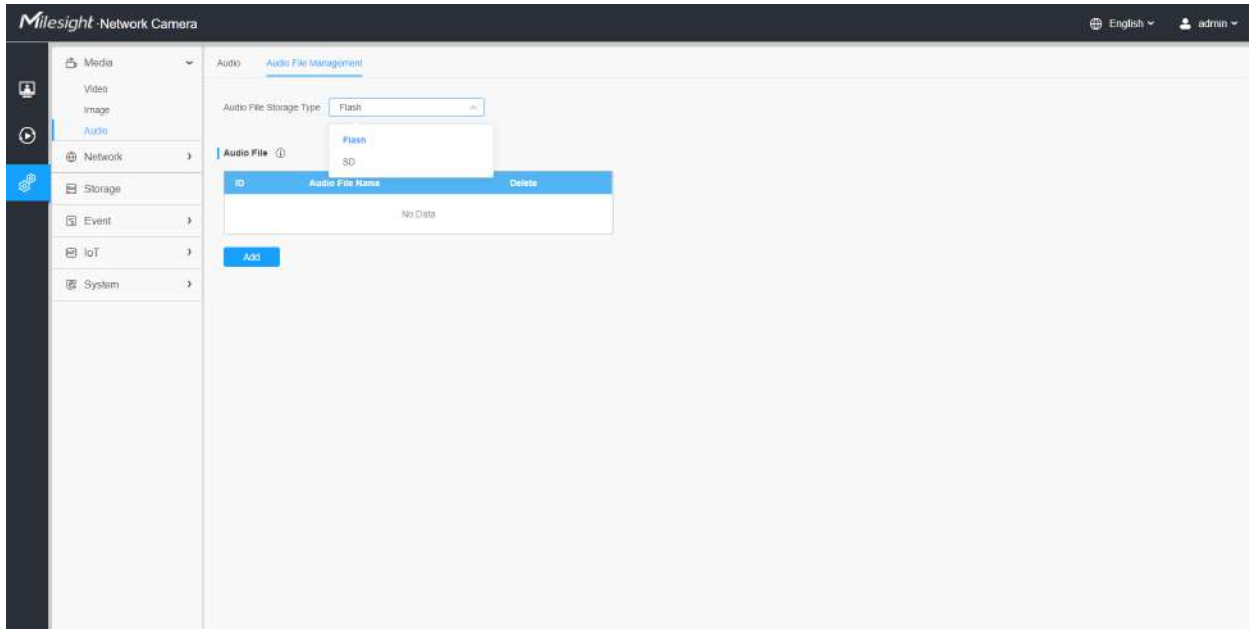 Milesight-Network Camera
English
admin
Media
Video
Image
Audio
Network
Storage
Event
IoT
System
Audio
Audio File Management
Audio File Storage Type
Flash
Flash
SD
Audio File
ID
Audio File Name
Delete
No Data
Add